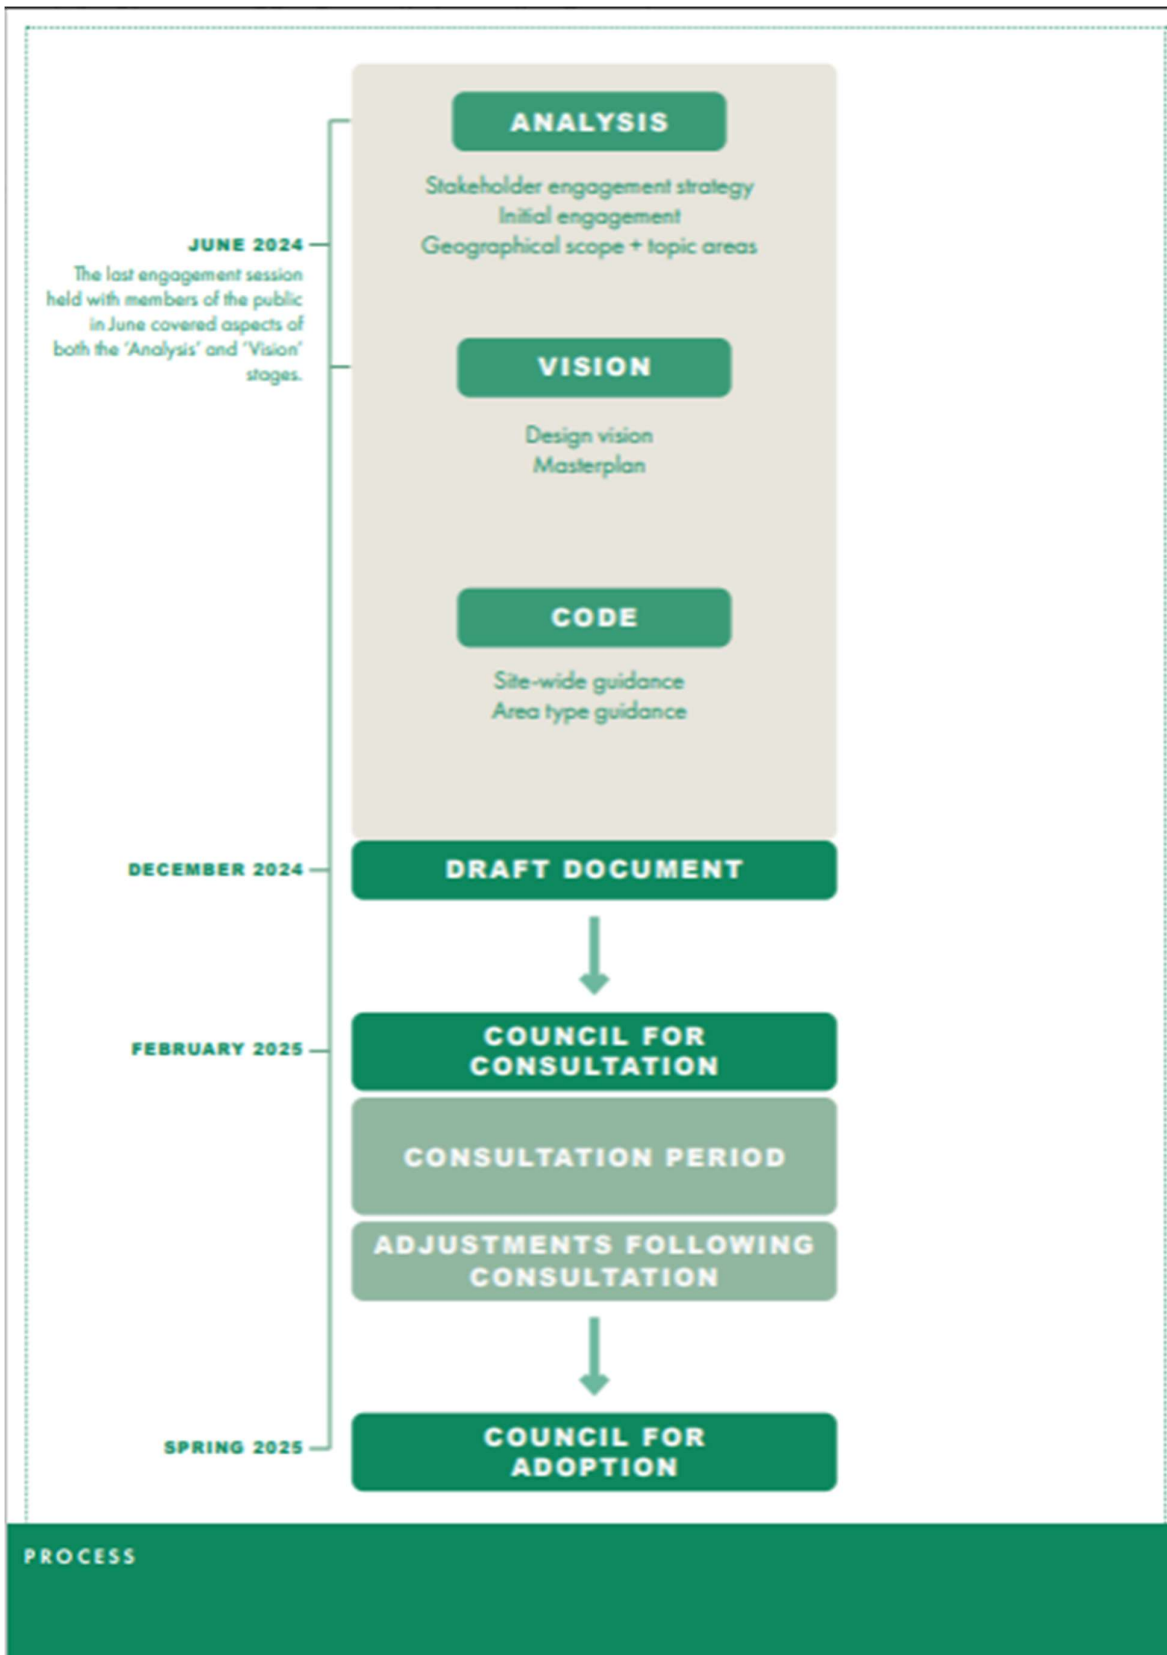 ANALYSIS
Stakeholder engagement strategy
Initial engagement
Geographical scope + topic areas
JUNE 2024
The last engagement session
held with members of the public
in June covered aspects of
both the ‘Analysis’ and ‘Vision’
stages.
VISION
Design vision
Masterplan
CODE
Site-wide guidance
Area type guidance
DECEMBER 2024
DRAFT DOCUMENT
FEBRUARY 2025
COUNCIL FOR
CONSULTATION
CONSULTATION PERIOD
ADJUSTMENTS FOLLOWING
CONSULTATION
SPRING 2025
COUNCIL FOR
ADOPTION
PROCESS